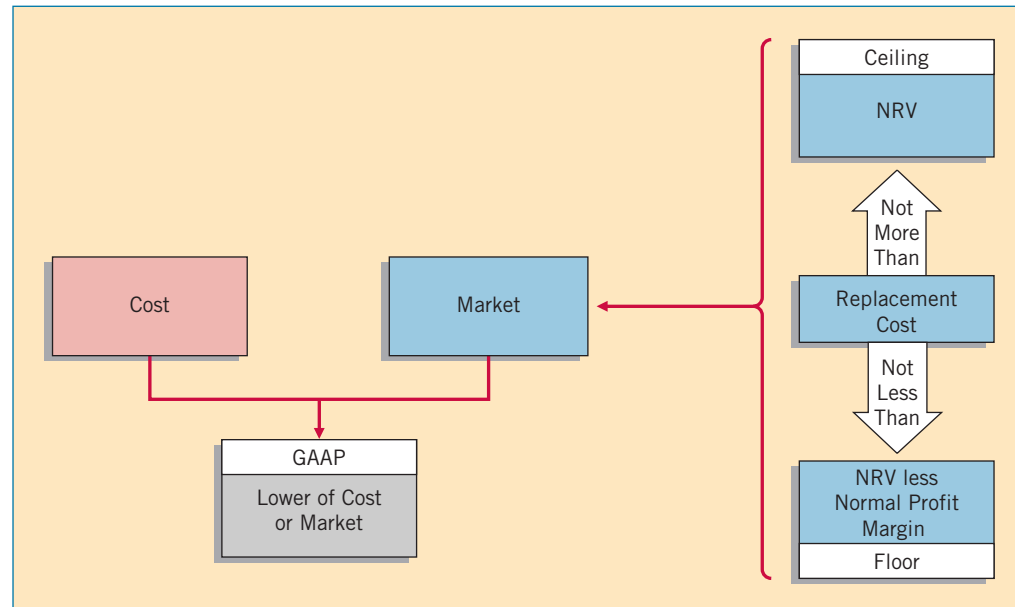 Ceiling
NRV
Not
More
Than
Cost
Market
Replacement
Cost
Not
Less
Than
GAAP
Lower of Cost
or Market
NRV less
Normal Profit
Margin
Floor